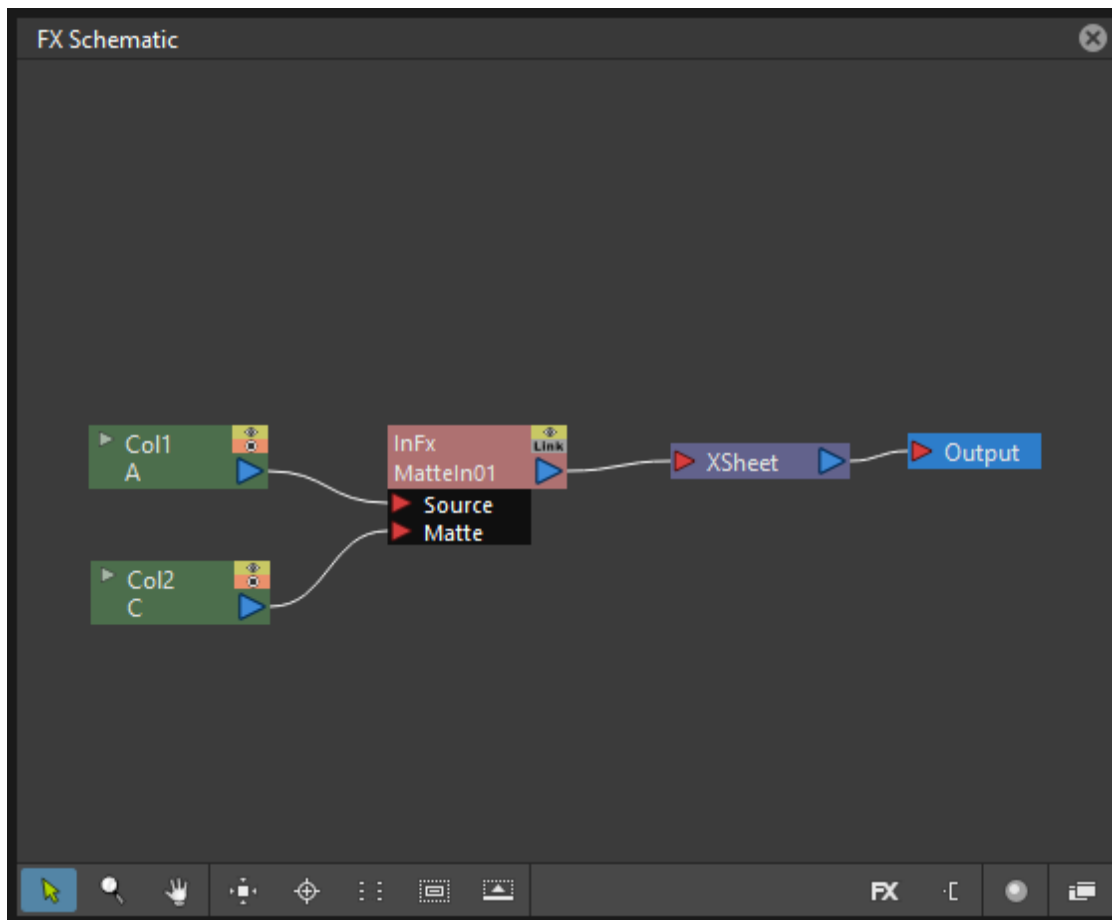 FX Schematic
Col1
A
InFx
Link
MatteIn01
Source
Matte
XSheet
Output
Col2
C
FX